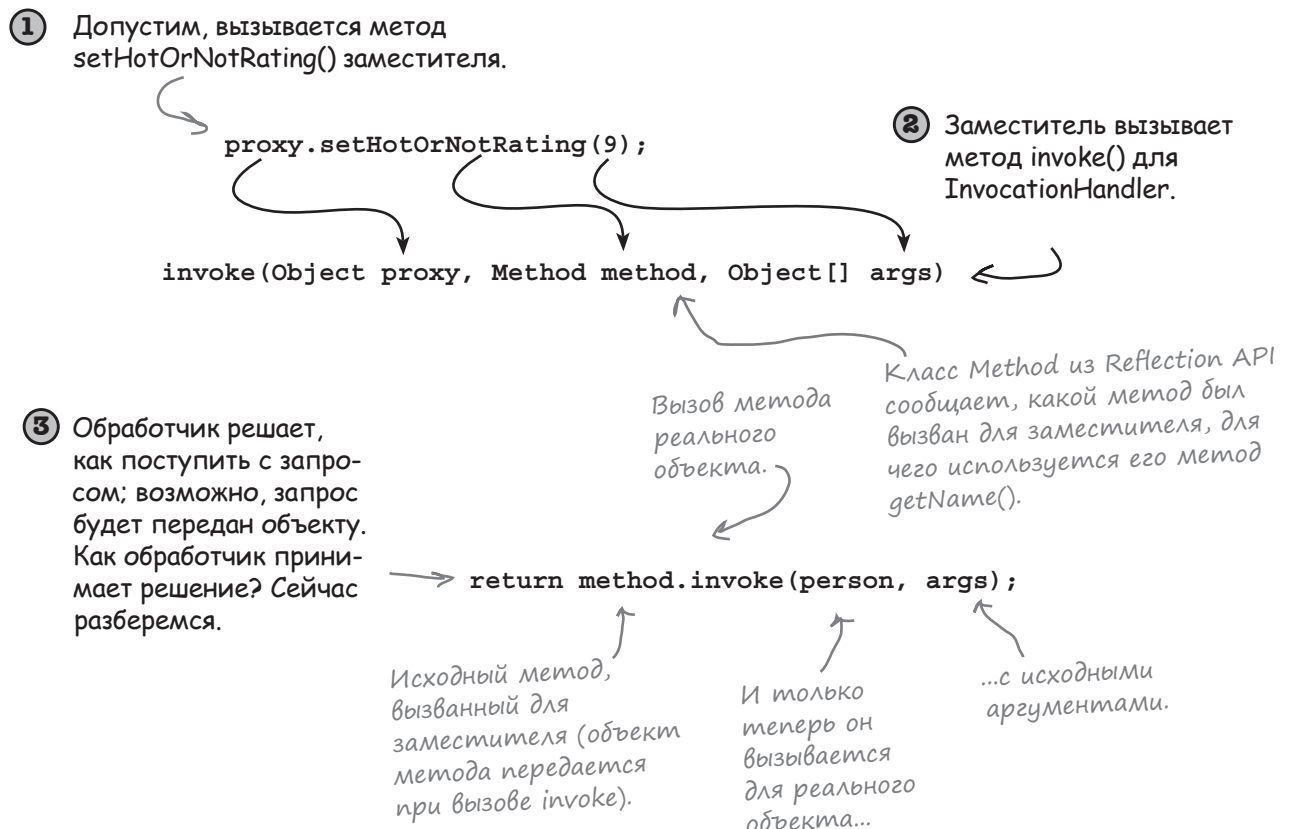 1 Допустим, вызывается метод
setHotOrNotRating() заместителя.
proxy.setHotOrNotRating(9);
2 Заместитель вызывает
метод invoke() для
InvocationHandler.
invoke(Object proxy, Method method, Object[] args)
Класс Method из Reflection API
сообщает, какой метод был
вызван для заместителя, для
чего используется его метод
getName().
Вызов метода
реального
объекта.
3 Обработчик решает,
как поступить с запро-
сом; возможно, запрос
будет передан объекту.
Как обработчик прини-
мает решение? Сейчас
разберемся.
return method.invoke(person, args);
Исходный метод,
вызванный для
заместителя (объект
метода передается
при вызове invoke).
И только
теперь он
вызывается
для реального
объекта...
...с исходными
аргументами.